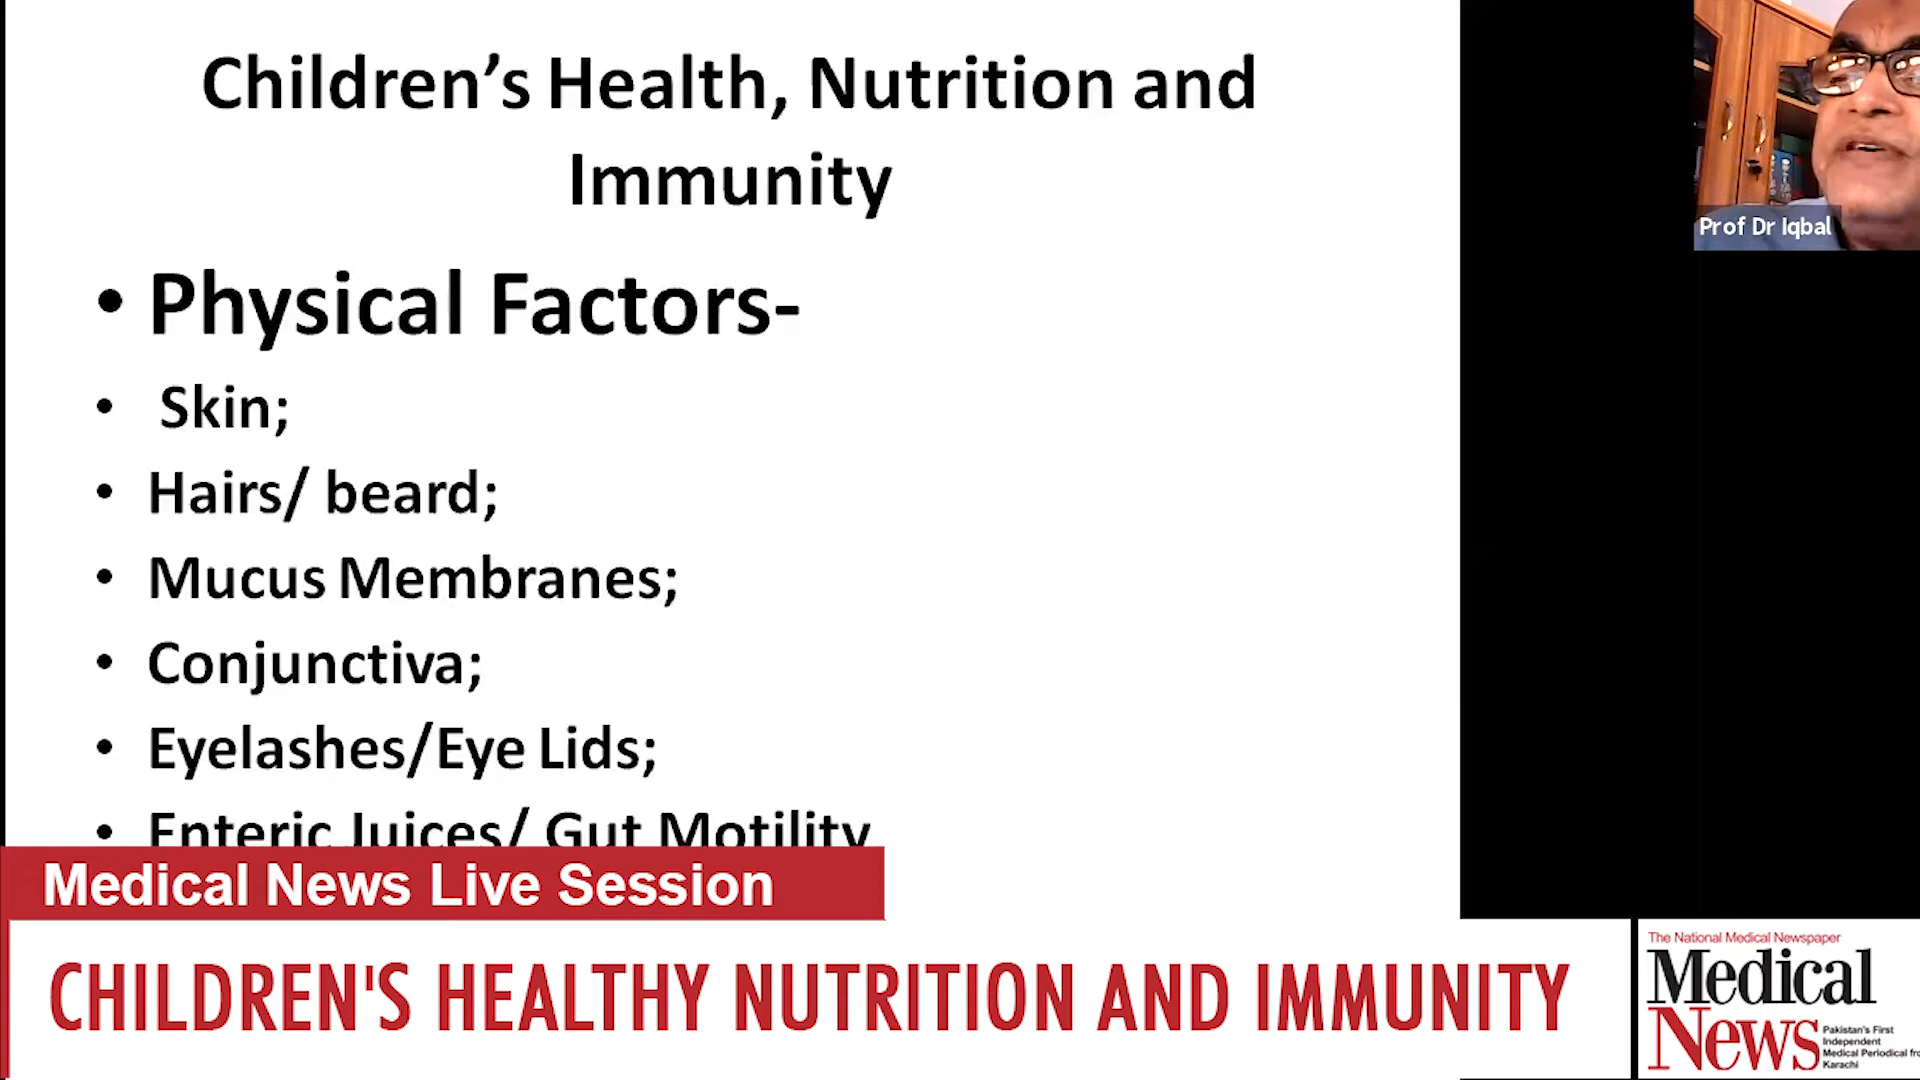 Children’s Health, Nutrition and
Immunity
• Physical Factors-
• Skin;
• Hairs/ beard;
• Mucus Membranes;
• Conjunctiva;
• Eyelashes/Eye Lids;
• Enteric Juices/ Gut Motility
Prof Dr Iqbal
Medical News Live Session
CHILDREN'S HEALTHY NUTRITION AND IMMUNITY
The National Medical Newspaper
Medical
News
Pakistan's First
Independent
Medical Periodical
Karachi